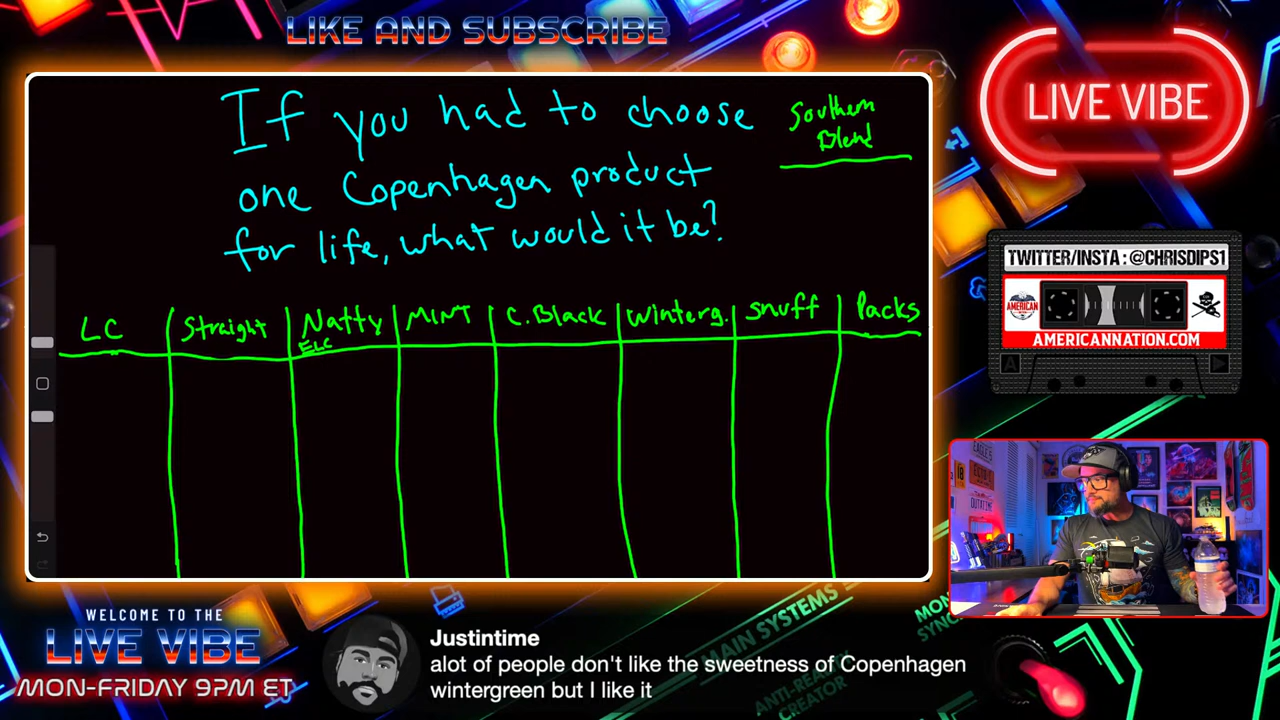 LIKE AND SUBSCRIBE
If you had to choose
one Copenhagen product
for life, what would it be?
Southern
Blend
LC
Straight
Natty
ELC
MINT
C. Black
Winterg.
Snuff
Packs
LIVE VIBE
TWITTER/INSTA : @CHRISDIPS1
AMERICAN
A
AMERICANNATION.COM
WELCOME TO THE
LIVE VIBE
MON-FRIDAY 9PM ET
Justintime
alot of people don't like the sweetness of Copenhagen
wintergreen but I like it
MAIN SYSTEMS